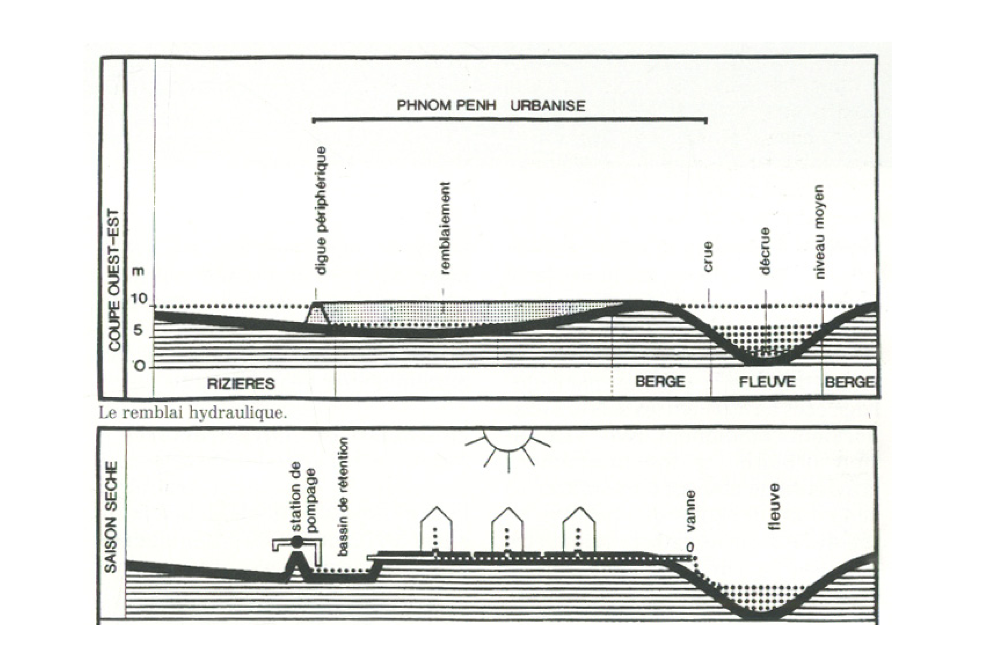 COUPE OUEST-EST
PHNOM PENH URBANISE
digue périphérique
remblaiement
crue
décrue
niveau moyen
m
10
5
0
RIZIERES
BERGE
FLEUVE
BERGE
Le remblai hydraulique.
SAISON SECHE
station de
pompage
bassin de rétention
vanne
fleuve